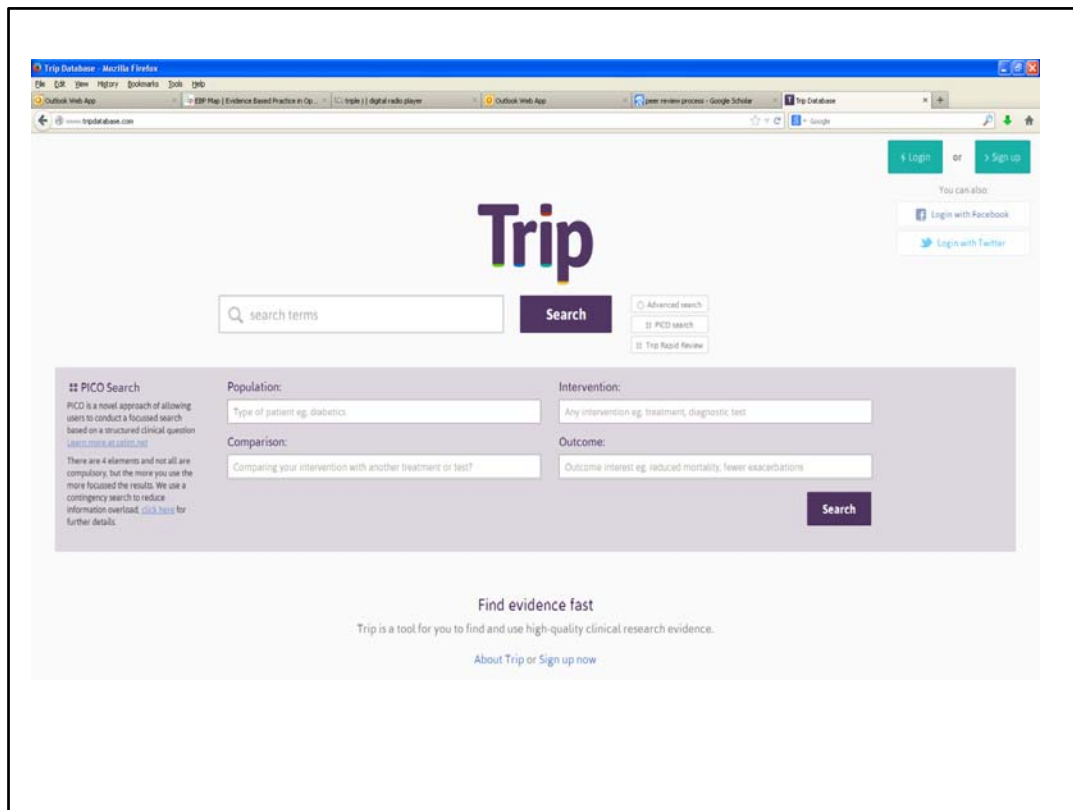 Trip Database - Mozilla Firefox
File Edit View History Bookmarks Tools Help
Outlook Web App
EBP Map | Evidence Based Practice in Op...
triple j | digital radio player
Outlook Web App
peer review process - Google Scholar
Trip Database
www.tripdatabase.com
Google
Login or Sign up
You can also:
Login with Facebook
Login with Twitter
Trip
search terms
Search
Advanced search
PICO search
Trip Rapid Review
PICO Search
PICO is a novel approach of allowing
users to conduct a focussed search
based on a structured clinical question
Learn more at
There are 4 elements and not all are
compulsory, but the more you use the
more focussed the results. We use a
contingency search to reduce
information overload, click here for
further details.
Population:
Type of patient eg. diabetics
Intervention:
Any intervention eg. treatment, diagnostic test
Comparison:
Comparing your intervention with another treatment or test?
Outcome:
Outcome interest eg. reduced mortality, fewer exacerbations
Search
Find evidence fast
Trip is a tool for you to find and use high-quality clinical research evidence.
About Trip or Sign up now